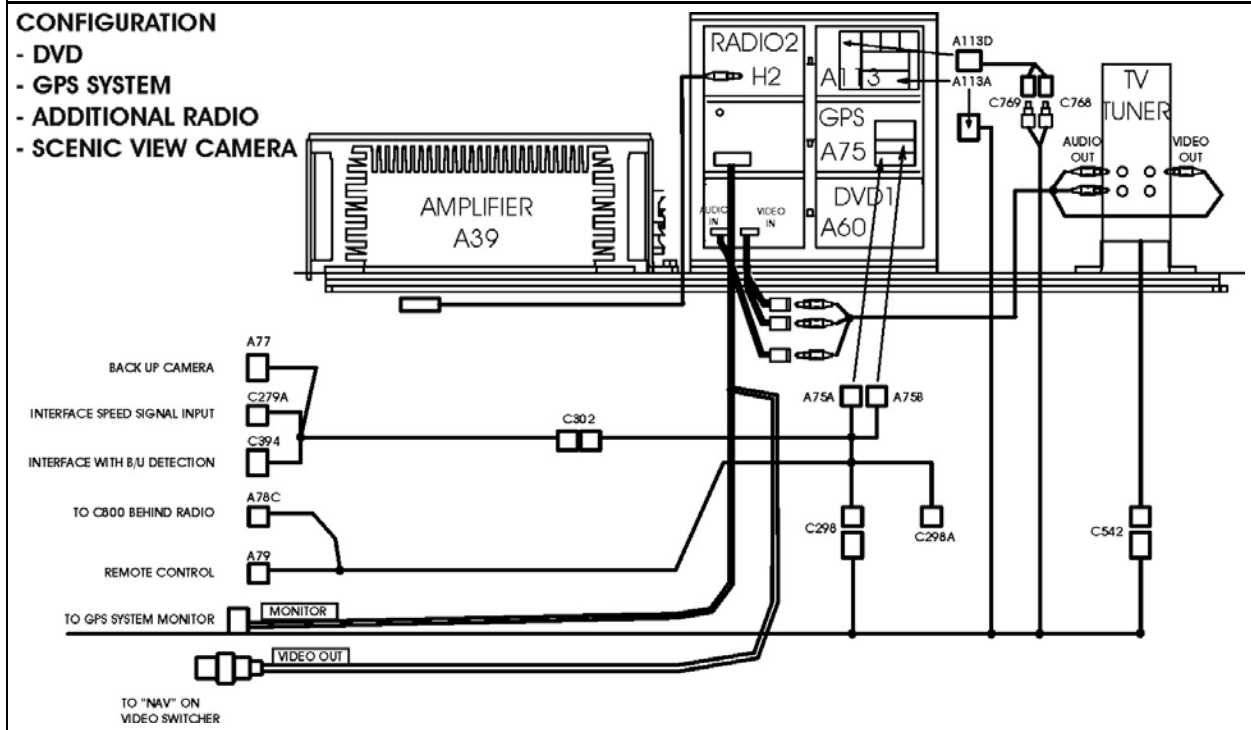 CONFIGURATION
- DVD
- GPS SYSTEM
- ADDITIONAL RADIO
- SCENIC VIEW CAMERA
RADIO2
H2
A113
GPS
A75
DVD1
A60
AUDIO
IN
VIDEO
IN
AMPLIFIER
A39
A113D
A113A
C769
C768
TV
TUNER
AUDIO
OUT
VIDEO
OUT
A77
BACK UP CAMERA
C279A
INTERFACE SPEED SIGNAL INPUT
C394
INTERFACE WITH B/U DETECTION
C302
A75A
A75B
A78C
TO C800 BEHIND RADIO
A79
REMOTE CONTROL
C298
C298A
C542
TO GPS SYSTEM MONITOR
MONITOR
VIDEO OUT
TO "NAV" ON
VIDEO SWITCHER